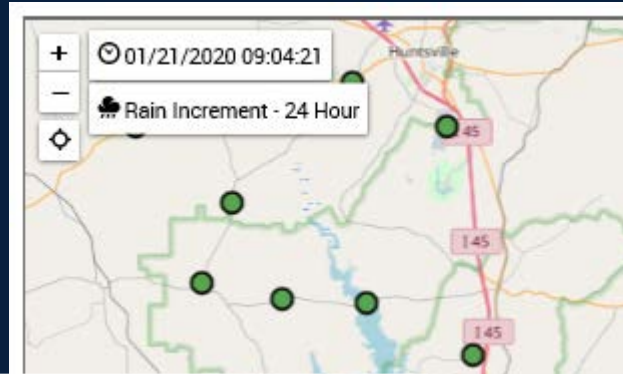 +
01/21/2020 09:04:21
Huntsville
−
Rain Increment - 24 Hour
I 45
I 45
I 45